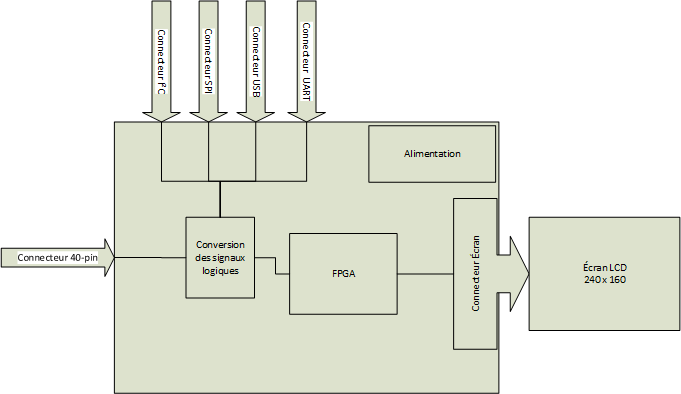 Connecteur I²C
Connecteur SPI
Connecteur USB
Connecteur UART
Alimentation
Connecteur 40-pin
Conversion
des signaux
logiques
FPGA
Connecteur Écran
Écran LCD
240 x 160